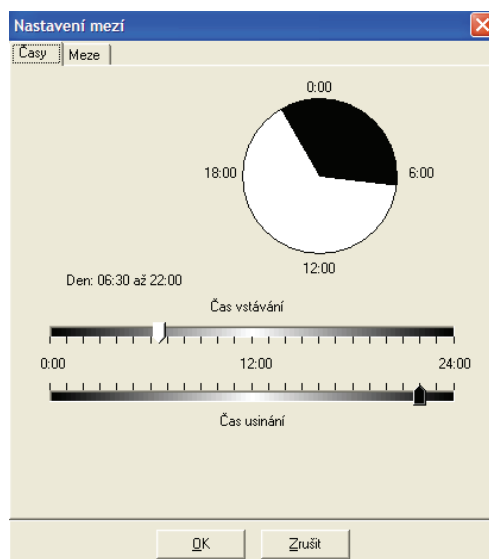 Nastavení mezí
Časy Meze
0:00
18:00 6:00
12:00
Den: 06:30 až 22:00
Čas vstávání
0:00 12:00 24:00
Čas usinání
OK Zrušit